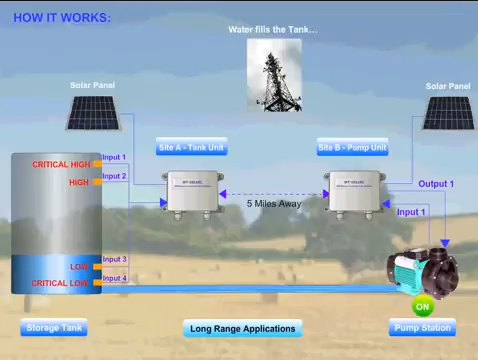 HOW IT WORKS:
Water fills the Tank...
Solar Panel
Solar Panel
Site A - Tank Unit
Site B - Pump Unit
Input 1
CRITICAL HIGH
Input 2
HIGH
Output 1
5 Miles Away
Input 1
Input 3
LOW
Input 4
CRITICAL LOW
ON
Storage Tank
Long Range Applications
Pump Station